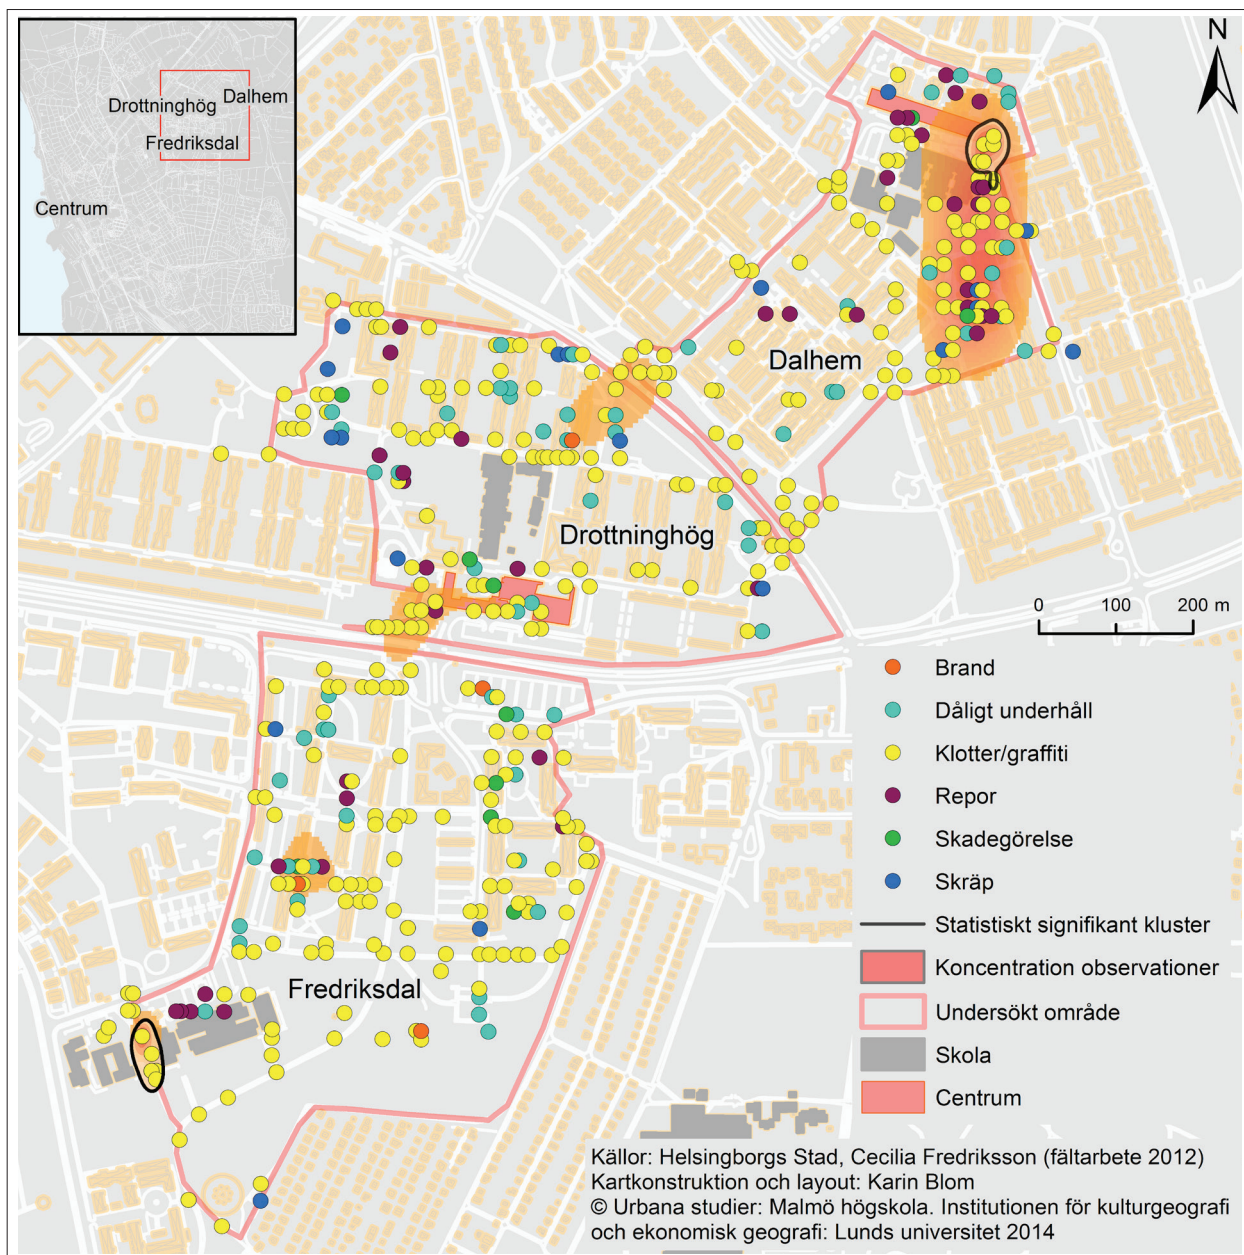 Drottninghög
Dalhem
Fredriksdal
Centrum
N
Dalhem
Drottninghög
Fredriksdal
0 100 200 m
Brand
Dåligt underhåll
Klotter/graffiti
Repor
Skadegörelse
Skräp
Statistiskt signifikant kluster
Koncentration observationer
Undersökt område
Skola
Centrum
Källor: Helsingborgs Stad, Cecilia Fredriksson (fältarbete 2012)
Kartkonstruktion och layout: Karin Blom
© Urbana studier: Malmö högskola. Institutionen för kulturgeografi
och ekonomisk geografi: Lunds universitet 2014